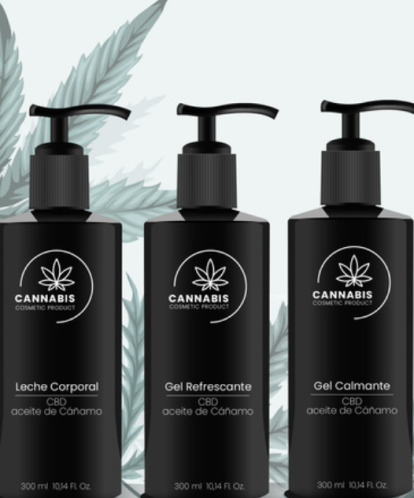 CANNABIS
COSMETIC PRODUCT
Leche Corporal
CBD
aceite de Cáñamo
300 ml 10,14 Fl. Oz.
CANNABIS
COSMETIC PRODUCT
Gel Refrescante
CBD
aceite de Cáñamo
300 ml 10,14 Fl. Oz.
CANNABIS
COSMETIC PRODUCT
Gel Calmante
CBD
aceite de Cáñamo
300 ml 10,14 Fl. Oz.